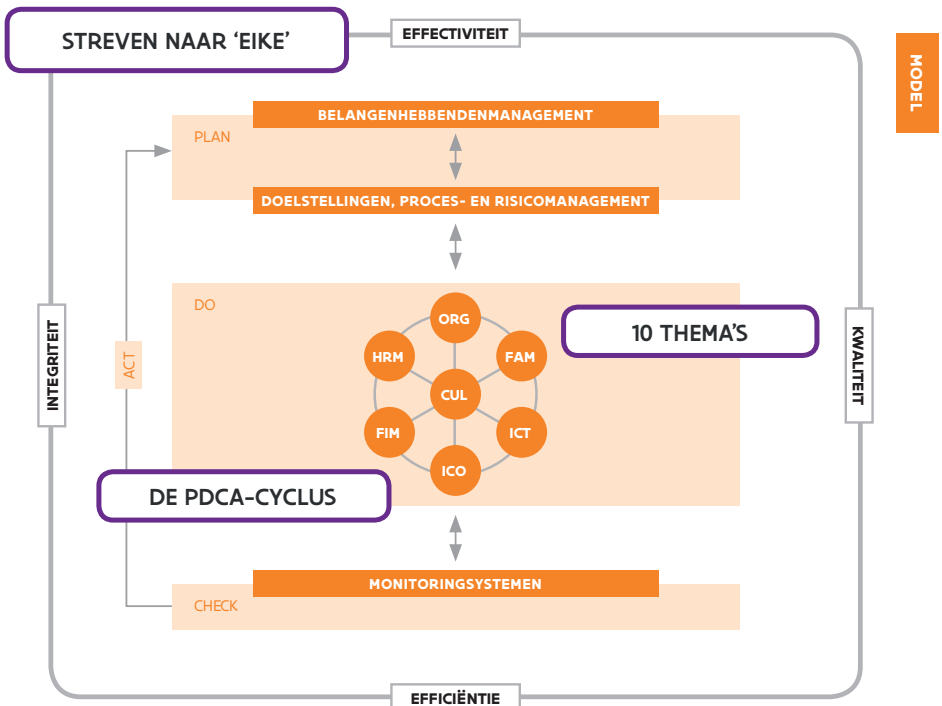 STREVEN NAAR ‘EIKE’
EFFECTIVITEIT
MODEL
BELANGENHEBBENDENMANAGEMENT
PLAN
DOELSTELLINGEN, PROCES- EN RISICOMANAGEMENT
DO
ORG
10 THEMA'S
HRM
FAM
INTEGRITEIT
ACT
KWALITEIT
CUL
FIM
ICT
ICO
DE PDCA-CYCLUS
MONITORINGSYSTEMEN
CHECK
EFFICIËNTIE